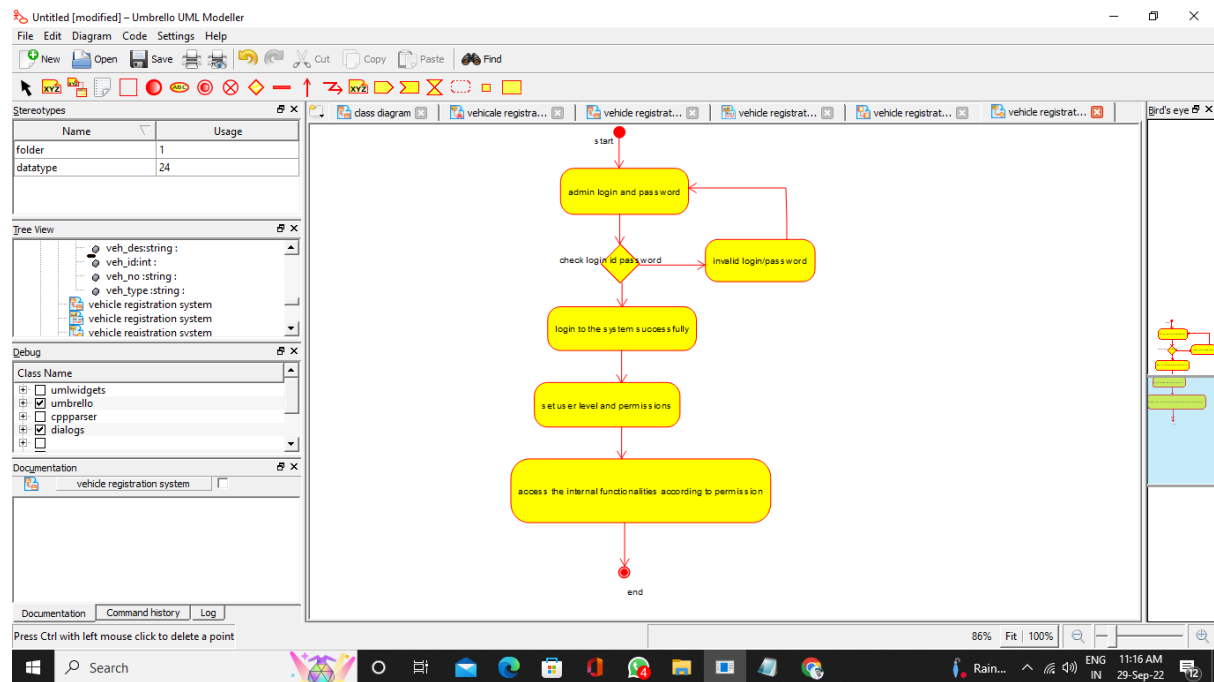 Untitled [modified] – Umbrello UML Modeller
File Edit Diagram Code Settings Help
New Open Save Cut Copy Paste Find
XYZ ABC XYZ
Stereotypes
Name Usage
folder 1
datatype 24
Tree View
veh_des:string :
veh_id:int :
veh_no :string :
veh_type :string :
vehicle registration system
vehicle registration system
vehicle registration system
Debug
Class Name
umlwidgets
umbrello
cppparser
dialogs
Documentation
vehicle registration system
Documentation Command history Log
Press Ctrl with left mouse click to delete a point
class diagram vehicale registra... vehicle registrat... vehicle registrat... vehicle registrat... vehicle registrat...
start
admin login and password
check login id password
invalid login/password
login to the system successfully
set user level and permissions
access the internal functionalities according to permission
end
Bird's eye
86% Fit 100%
Search
4
Rain...
ENG
IN
11:16 AM
29-Sep-22
12